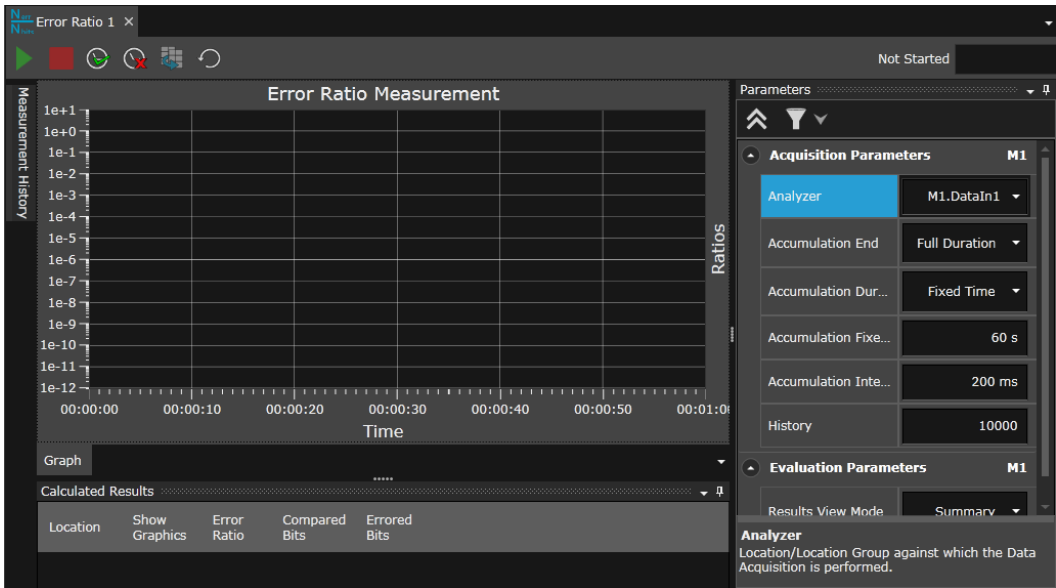 Error Ratio 1
Not Started
Measurement History
Error Ratio Measurement
1e+1
1e+0
1e-1
1e-2
1e-3
1e-4
1e-5
1e-6
1e-7
1e-8
1e-9
1e-10
1e-11
1e-12
Ratios
00:00:00 00:00:10 00:00:20 00:00:30 00:00:40 00:00:50 00:01:0
Time
Graph
Calculated Results
Location Show Graphics Error Ratio Compared Bits Errored Bits
Parameters
Acquisition Parameters M1
Analyzer M1.DataIn1
Accumulation End Full Duration
Accumulation Dur... Fixed Time
Accumulation Fixe... 60 s
Accumulation Inte... 200 ms
History 10000
Evaluation Parameters M1
Results View Mode Summary
Analyzer
Location/Location Group against which the Data
Acquisition is performed.